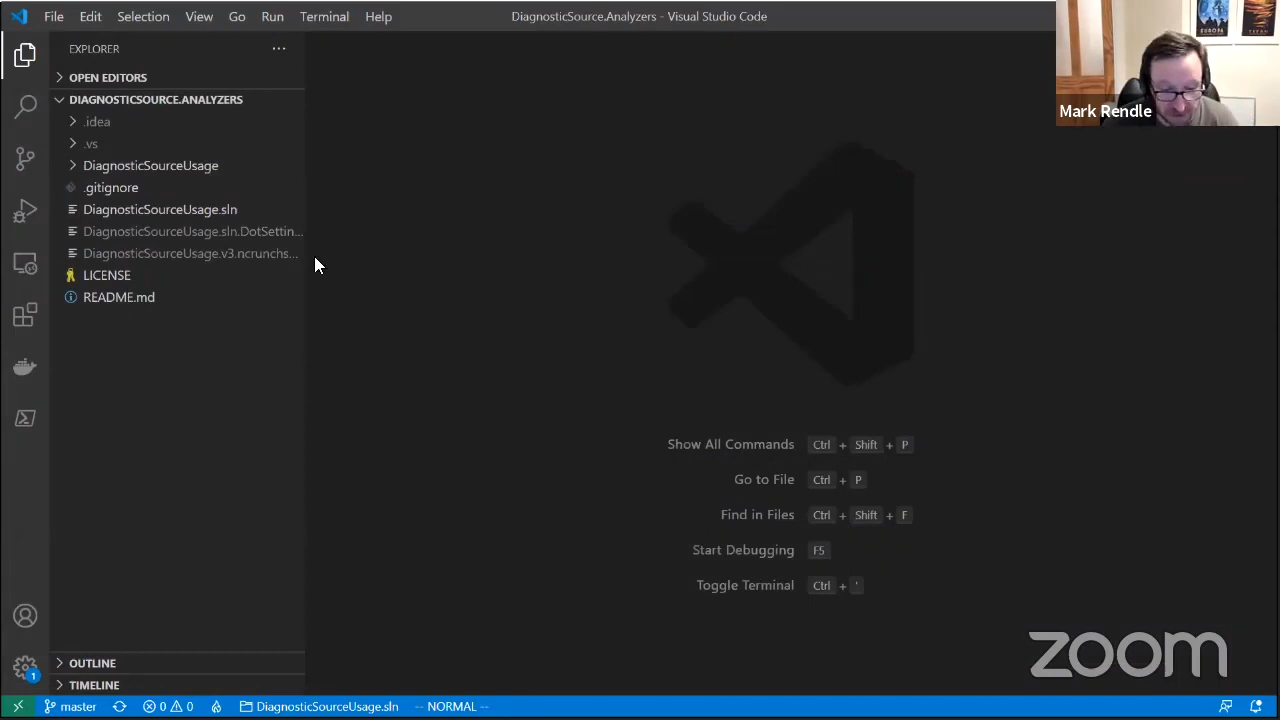 File Edit Selection View Go Run Terminal Help
DiagnosticSource.Analyzers - Visual Studio Code
EUROPA
TITAN
Mark Rendle
EXPLORER
OPEN EDITORS
DIAGNOSTICSOURCE.ANALYZERS
.idea
.vs
DiagnosticSourceUsage
.gitignore
DiagnosticSourceUsage.sln
DiagnosticSourceUsage.sln.DotSettin...
DiagnosticSourceUsage.v3.ncrunchs...
LICENSE
README.md
Show All Commands Ctrl + Shift + P
Go to File Ctrl + P
Find in Files Ctrl + Shift + F
Start Debugging F5
Toggle Terminal Ctrl + '
OUTLINE
TIMELINE
1
zoom
master 0 0 DiagnosticSourceUsage.sln -- NORMAL --